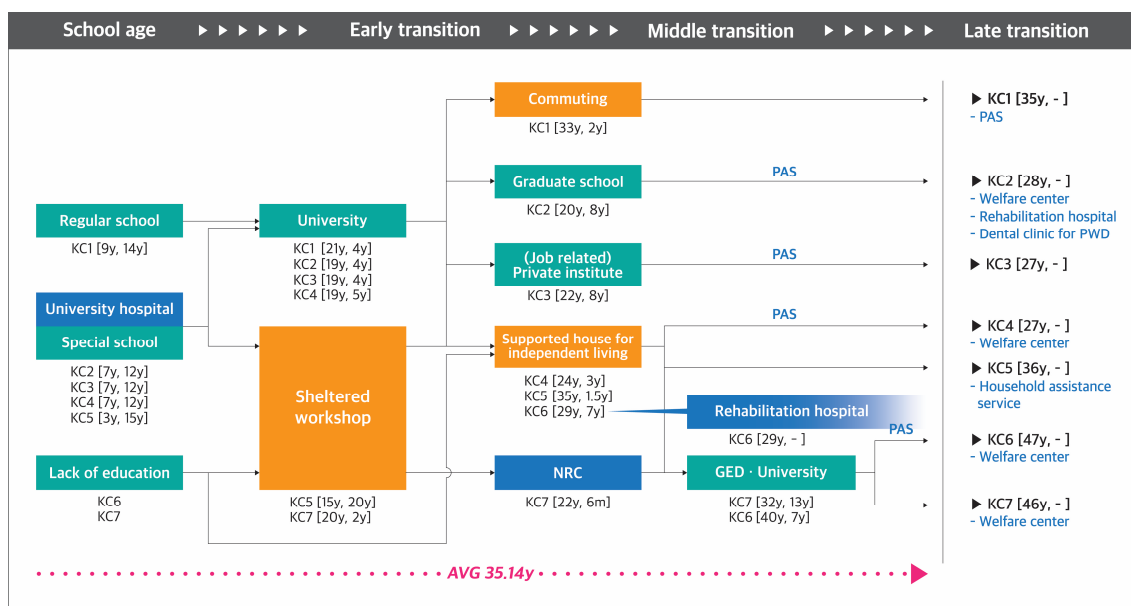 School age
Early transition
Middle transition
Late transition
Regular school
KC1 [9y, 14y]
University hospital
Special school
KC2 [7y, 12y]
KC3 [7y, 12y]
KC4 [7y, 12y]
KC5 [3y, 15y]
Lack of education
KC6
KC7
University
KC1 [21y, 4y]
KC2 [19y, 4y]
KC3 [19y, 4y]
KC4 [19y, 5y]
Sheltered
workshop
KC5 [15y, 20y]
KC7 [20y, 2y]
Commuting
KC1 [33y, 2y]
Graduate school
KC2 [20y, 8y]
(Job related)
Private institute
KC3 [22y, 8y]
Supported house for
independent living
KC4 [24y, 3y]
KC5 [35y, 1.5y]
KC6 [29y, 7y]
NRC
KC7 [22y, 6m]
PAS
PAS
PAS
Rehabilitation hospital
KC6 [29y, - ]
PAS
GED · University
KC7 [32y, 13y]
KC6 [40y, 7y]
▶ KC1 [35y, - ]
- PAS
▶ KC2 [28y, - ]
- Welfare center
- Rehabilitation hospital
- Dental clinic for PWD
▶ KC3 [27y, - ]
▶ KC4 [27y, - ]
- Welfare center
▶ KC5 [36y, - ]
- Household assistance
service
▶ KC6 [47y, - ]
- Welfare center
▶ KC7 [46y, - ]
- Welfare center
AVG 35.14y